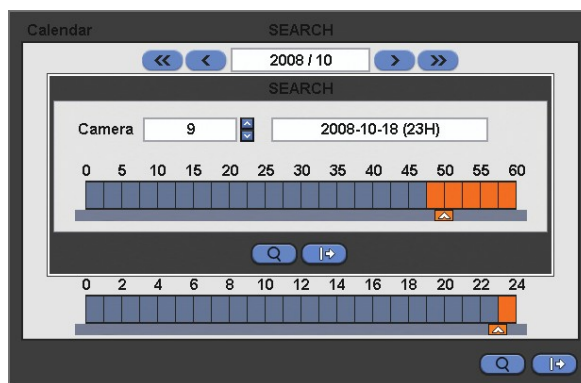 Calendar SEARCH
2008 / 10
SEARCH
Camera 9 2008-10-18 (23H)
0 5 10 15 20 25 30 35 40 45 50 55 60
0 2 4 6 8 10 12 14 16 18 20 22 24